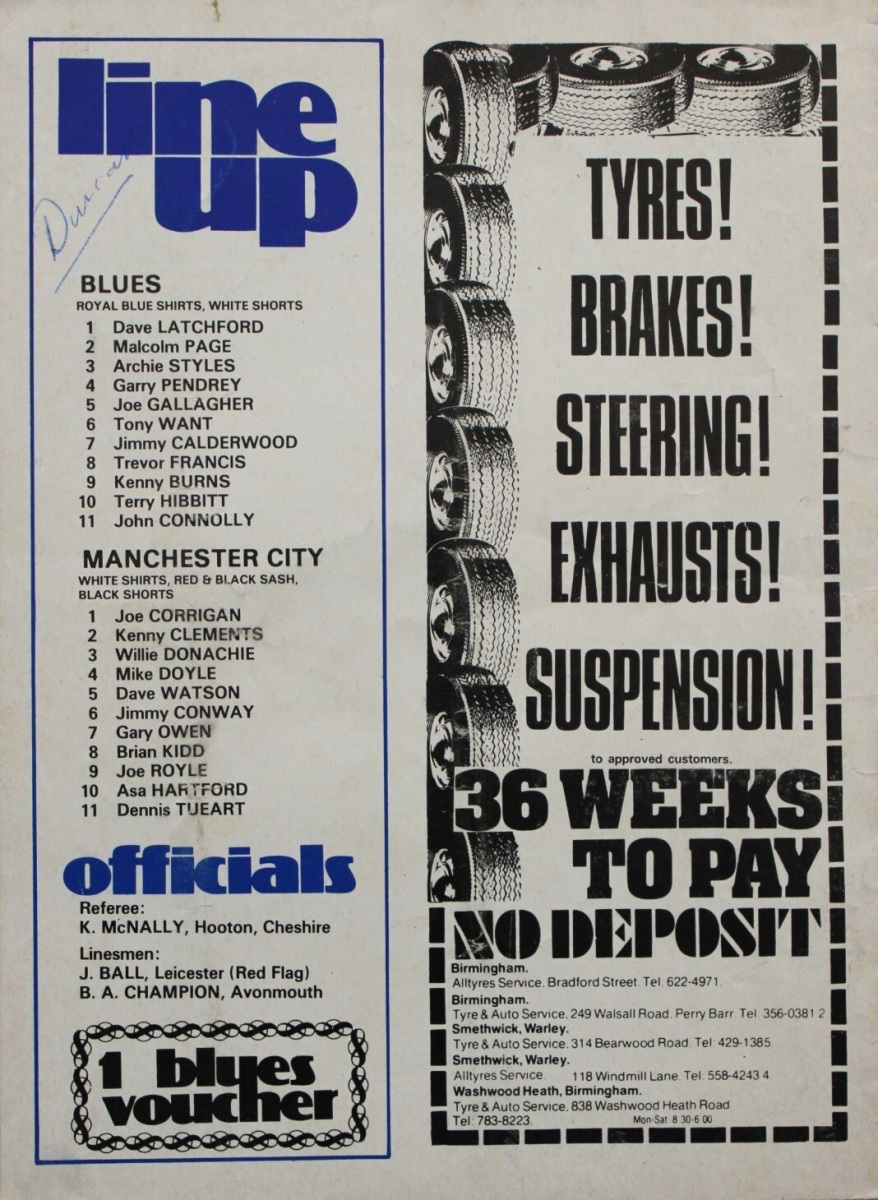 line
up
Duncan
BLUES
ROYAL BLUE SHIRTS, WHITE SHORTS
1 Dave LATCHFORD
2 Malcolm PAGE
3 Archie STYLES
4 Garry PENDREY
5 Joe GALLAGHER
6 Tony WANT
7 Jimmy CALDERWOOD
8 Trevor FRANCIS
9 Kenny BURNS
10 Terry HIBBITT
11 John CONNOLLY
MANCHESTER CITY
WHITE SHIRTS, RED & BLACK SASH,
BLACK SHORTS
1 Joe CORRIGAN
2 Kenny CLEMENTS
3 Willie DONACHIE
4 Mike DOYLE
5 Dave WATSON
6 Jimmy CONWAY
7 Gary OWEN
8 Brian KIDD
9 Joe ROYLE
10 Asa HARTFORD
11 Dennis TUEART
officials
Referee:
K. McNALLY, Hooton, Cheshire
Linesmen:
J. BALL, Leicester (Red Flag)
B. A. CHAMPION, Avonmouth
1 blues
voucher
TYRES!
BRAKES!
STEERING!
EXHAUSTS!
SUSPENSION!
to approved customers.
36 WEEKS
TO PAY
NO DEPOSIT
Birmingham.
Alltyres Service. Bradford Street. Tel. 622-4971.
Birmingham.
Tyre & Auto Service. 249 Walsall Road. Perry Barr. Tel. 356-0381 2
Smethwick, Warley.
Tyre & Auto Service. 314 Bearwood Road. Tel. 429-1385
Smethwick, Warley.
Alltyres Service. 118 Windmill Lane. Tel. 558-4243 4
Washwood Heath, Birmingham.
Tyre & Auto Service. 838 Washwood Heath Road
Tel: 783-8223. Mon-Sat 8 30-6 00